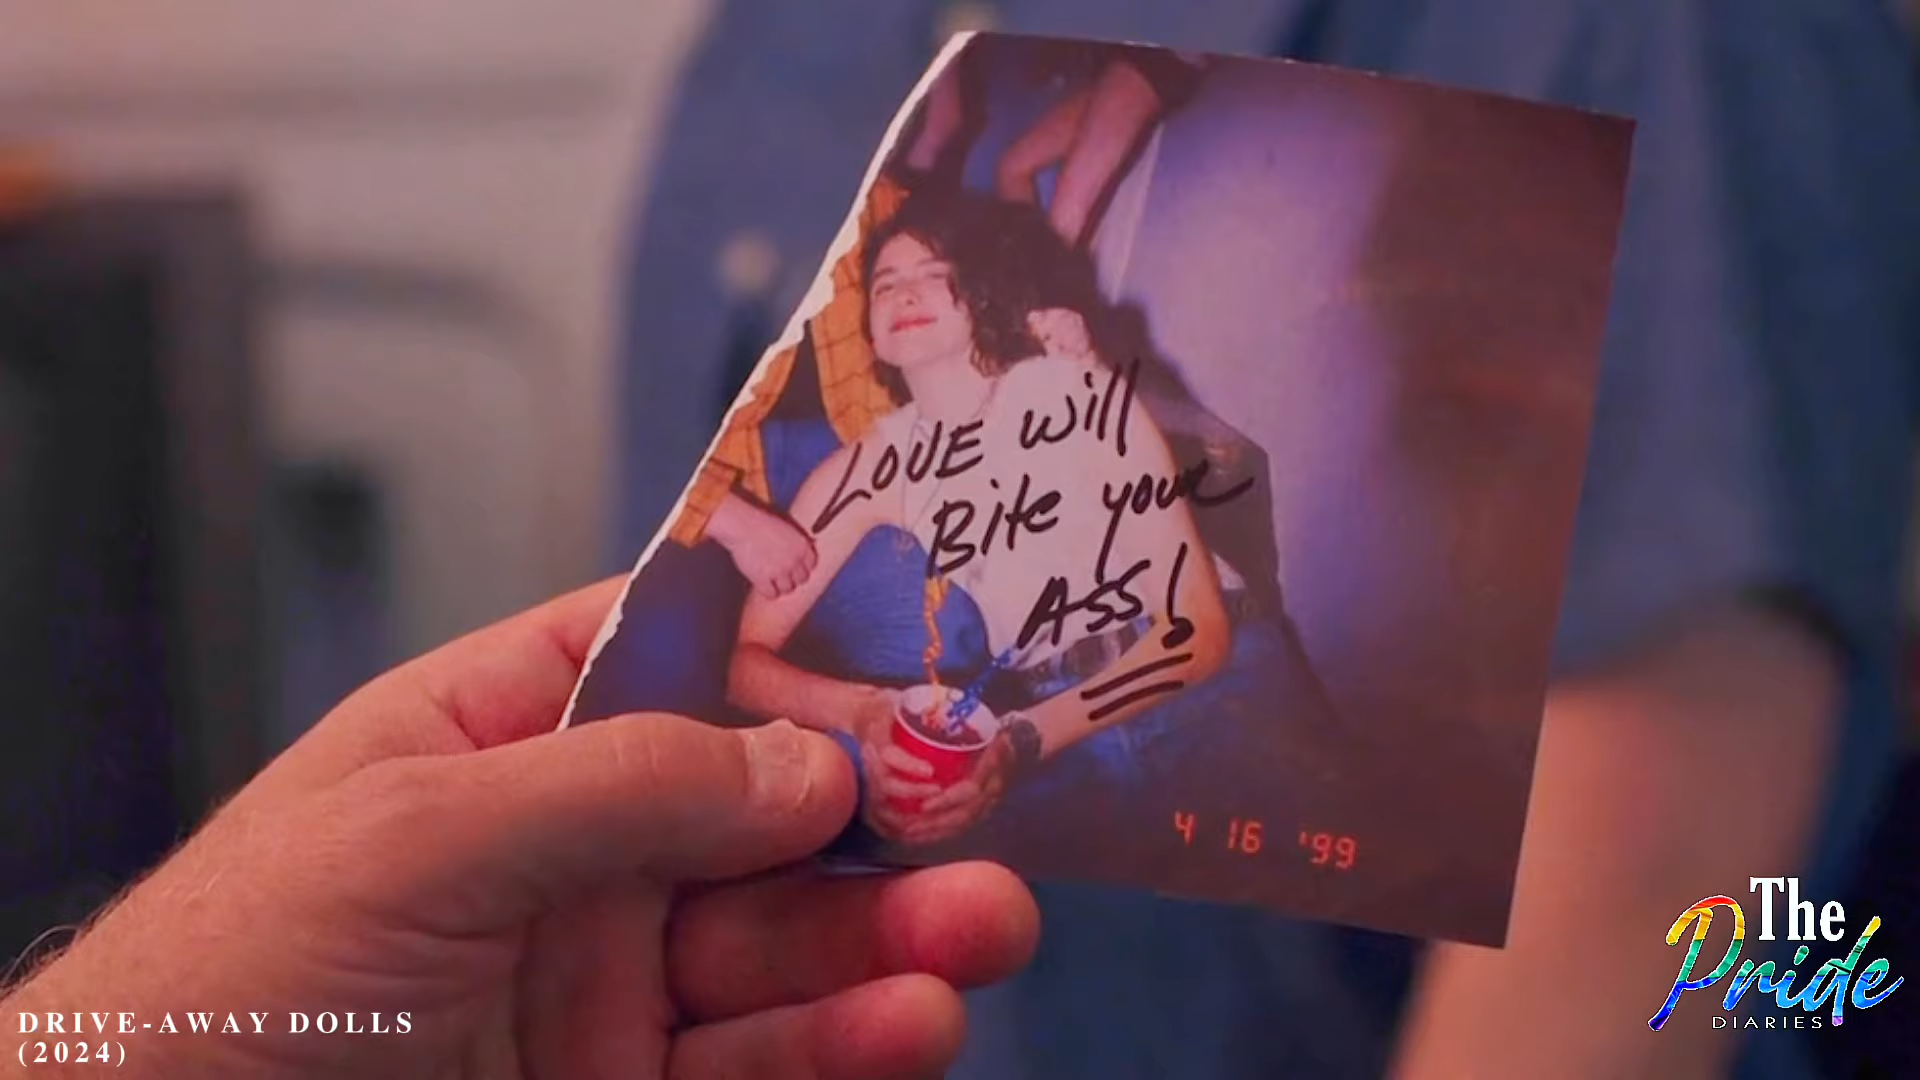 LOVE will
Bite your
ASS!
4 16 '99
The
Pride
DIARIES
DRIVE-AWAY DOLLS
(2024)